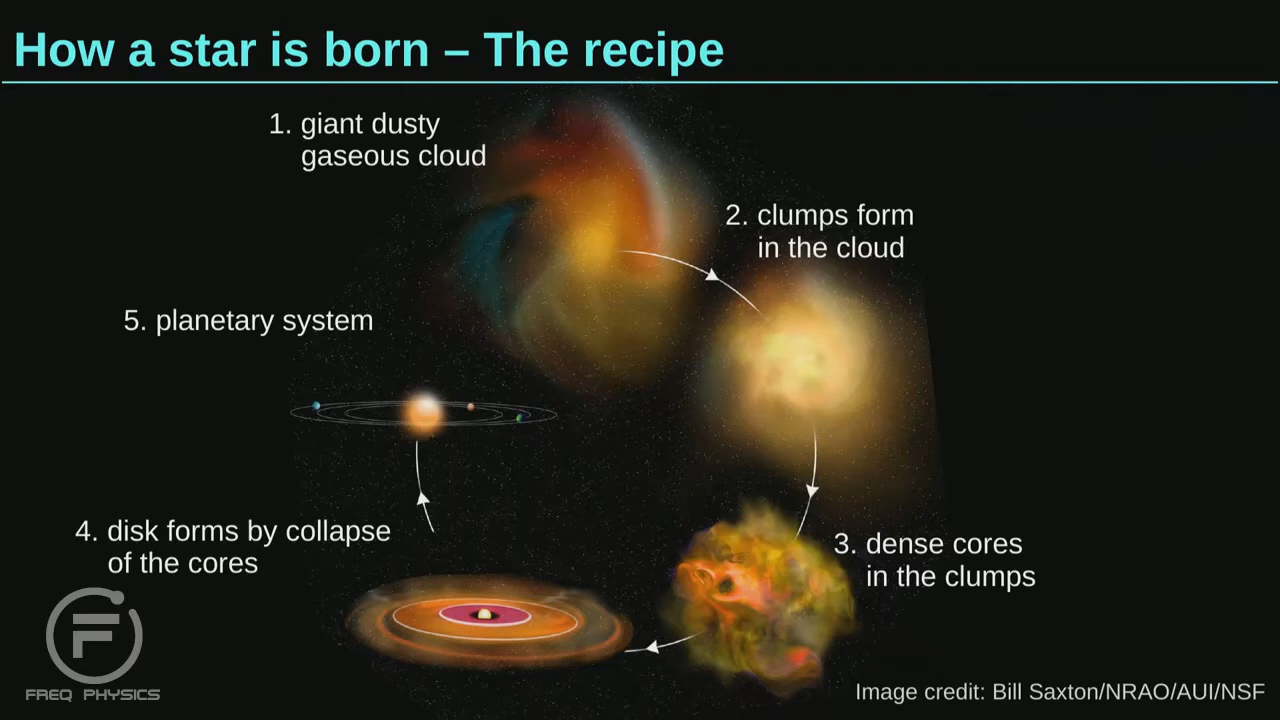 How a star is born – The recipe
1. giant dusty
gaseous cloud
2. clumps form
in the cloud
3. dense cores
in the clumps
4. disk forms by collapse
of the cores
5. planetary system
FREQ PHYSICS
Image credit: Bill Saxton/NRAO/AUI/NSF